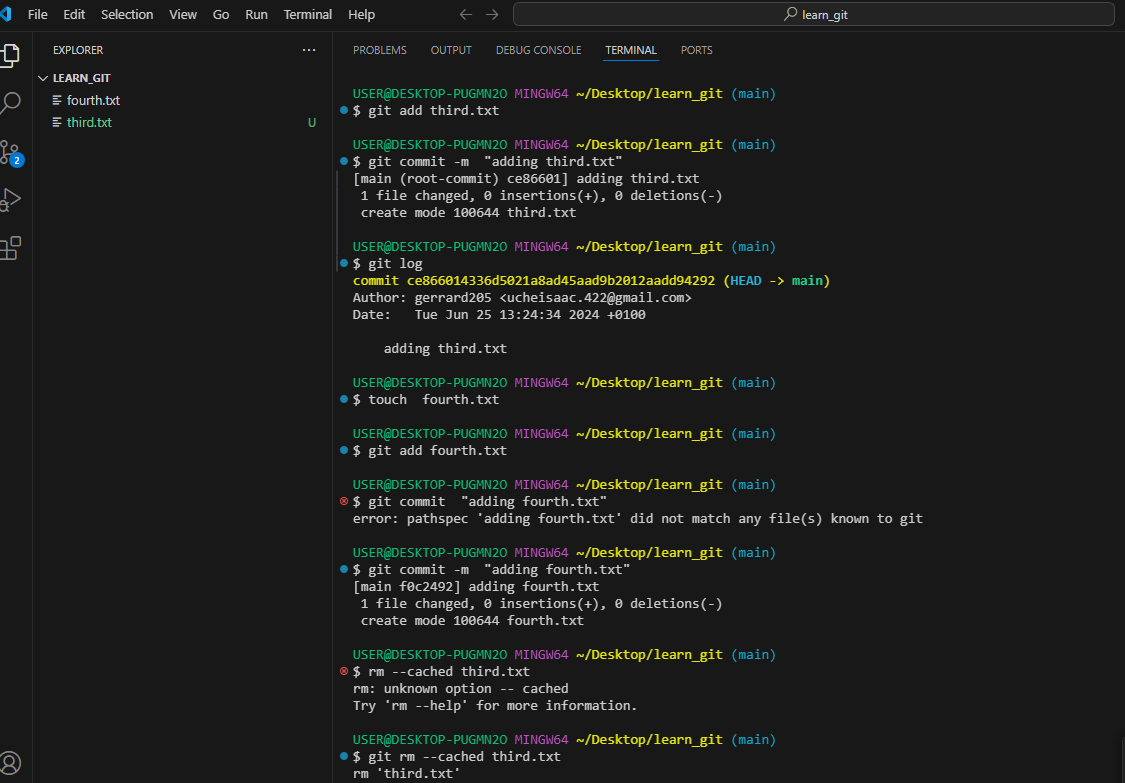 File Edit Selection View Go Run Terminal Help
learn_git
EXPLORER
LEARN_GIT
fourth.txt
third.txt U
2
PROBLEMS OUTPUT DEBUG CONSOLE TERMINAL PORTS
USER@DESKTOP-PUGMN2O MINGW64 ~/Desktop/learn_git (main)
$ git add third.txt
USER@DESKTOP-PUGMN2O MINGW64 ~/Desktop/learn_git (main)
$ git commit -m  "adding third.txt"
[main (root-commit) ce86601] adding third.txt
 1 file changed, 0 insertions(+), 0 deletions(-)
 create mode 100644 third.txt
USER@DESKTOP-PUGMN2O MINGW64 ~/Desktop/learn_git (main)
$ git log
commit ce866014336d5021a8ad45aad9b2012aadd94292 (HEAD -> main)
Author: gerrard205 <ucheisaac.422@gmail.com>
Date:   Tue Jun 25 13:24:34 2024 +0100
    adding third.txt
USER@DESKTOP-PUGMN2O MINGW64 ~/Desktop/learn_git (main)
$ touch  fourth.txt
USER@DESKTOP-PUGMN2O MINGW64 ~/Desktop/learn_git (main)
$ git add fourth.txt
USER@DESKTOP-PUGMN2O MINGW64 ~/Desktop/learn_git (main)
$ git commit  "adding fourth.txt"
error: pathspec 'adding fourth.txt' did not match any file(s) known to git
USER@DESKTOP-PUGMN2O MINGW64 ~/Desktop/learn_git (main)
$ git commit -m  "adding fourth.txt"
[main f0c2492] adding fourth.txt
 1 file changed, 0 insertions(+), 0 deletions(-)
 create mode 100644 fourth.txt
USER@DESKTOP-PUGMN2O MINGW64 ~/Desktop/learn_git (main)
$ rm --cached third.txt
rm: unknown option -- cached
Try 'rm --help' for more information.
USER@DESKTOP-PUGMN2O MINGW64 ~/Desktop/learn_git (main)
$ git rm --cached third.txt
rm 'third.txt'